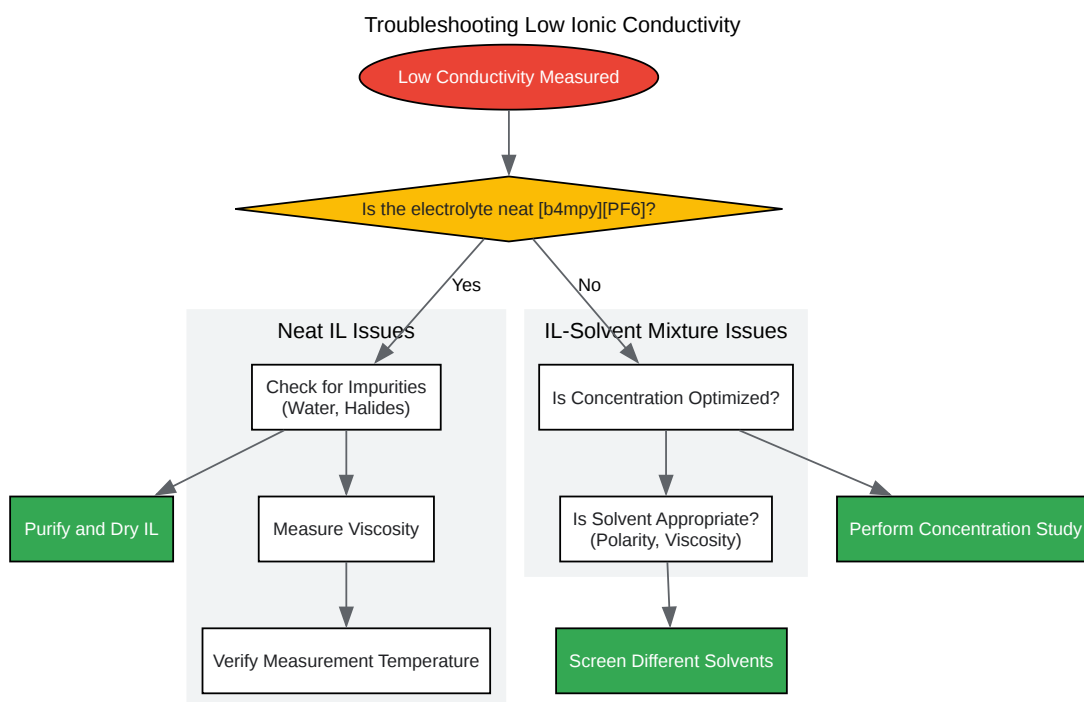 Troubleshooting Low Ionic Conductivity
Low Conductivity Measured
Is the electrolyte neat [b4mpy][PF6]?
Yes
No
Neat IL Issues
IL-Solvent Mixture Issues
Check for Impurities
(Water, Halides)
Is Concentration Optimized?
Purify and Dry IL
Measure Viscosity
Is Solvent Appropriate?
(Polarity, Viscosity)
Perform Concentration Study
Verify Measurement Temperature
Screen Different Solvents